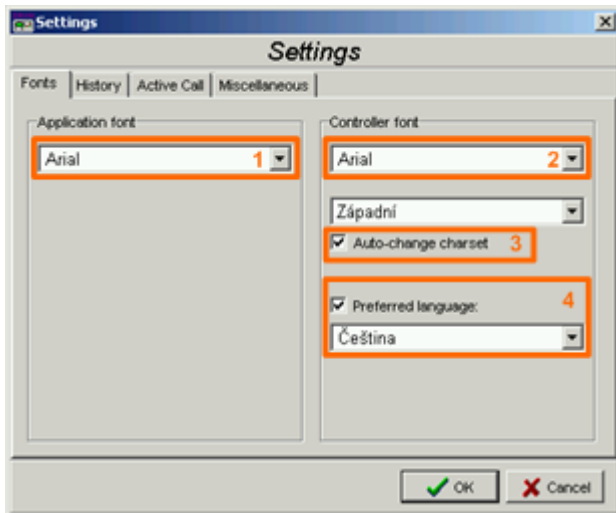 Settings
Settings
Fonts History Active Call Miscellaneous
Application font
Arial 1
Controller font
Arial 2
Západní
Auto-change charset 3
Preferred language: 4
Čeština
OK Cancel